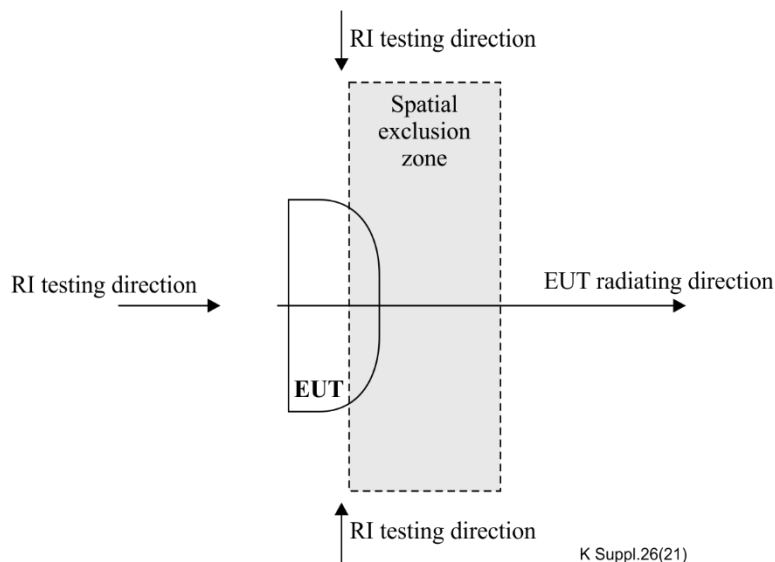 RI testing direction
Spatial
exclusion
zone
RI testing direction
EUT radiating direction
EUT
RI testing direction
K Suppl.26(21)